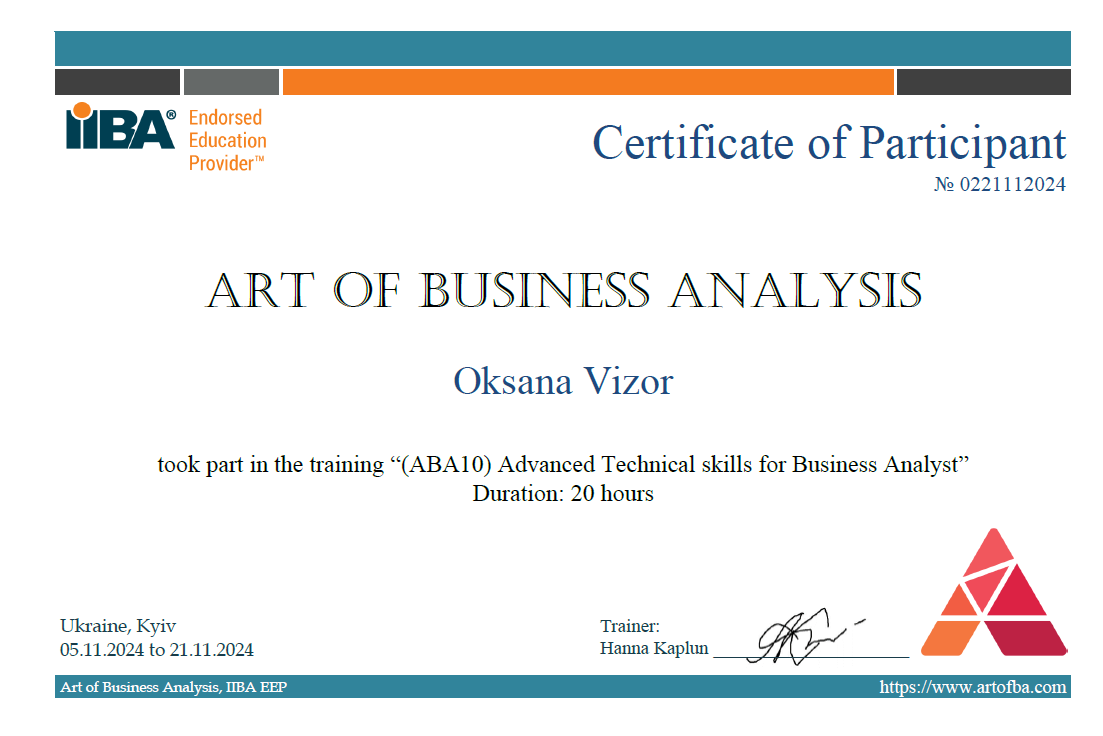 IIBA® Endorsed
Education
Provider™
Certificate of Participant
№ 0221112024
ART OF BUSINESS ANALYSIS
Oksana Vizor
took part in the training “(ABA10) Advanced Technical skills for Business Analyst”
Duration: 20 hours
Ukraine, Kyiv
05.11.2024 to 21.11.2024
Trainer:
Hanna Kaplun
Art of Business Analysis, IIBA EEP
https://www.artofba.com